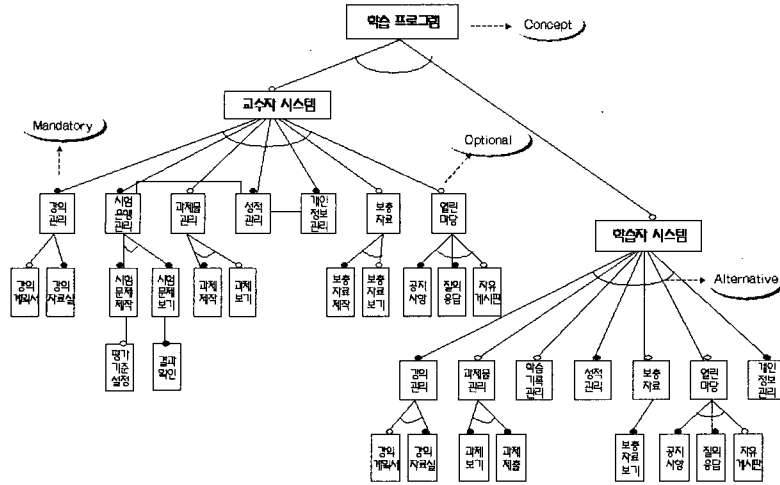 학습 프로그램
Concept
교수자 시스템
Mandatory
Optional
강의
관리
시험
운행
관리
과제물
관리
성적
관리
개인
정보
관리
보충
자료
열린
마당
학습자 시스템
강의
계획서
강의
자료실
시험
문제
제작
시험
문제
보기
과제
제작
과제
보기
보충
자료
제작
보충
자료
보기
공지
사항
질의
응답
자유
게시판
Alternative
평가
기준
설정
결과
확인
강의
관리
과제물
관리
학습
기록
관리
성적
관리
보충
자료
열린
마당
개인
정보
관리
강의
계획서
강의
자료실
과제
보기
과제
제출
보충
자료
보기
공지
사항
질의
응답
자유
게시판